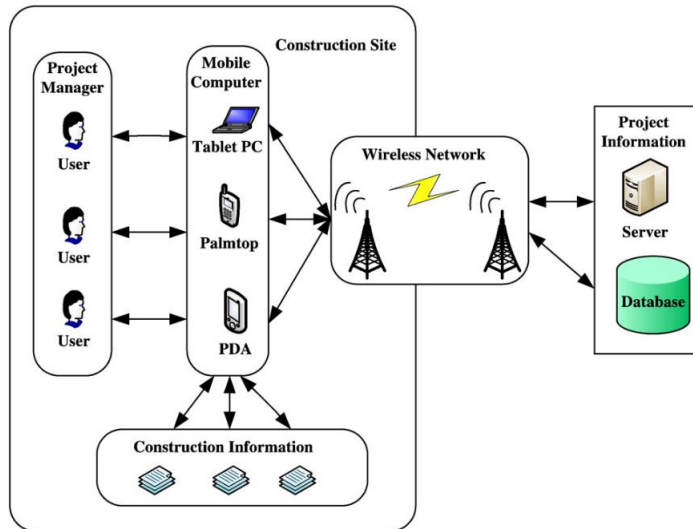 Construction Site
Project
Manager
User
User
User
Mobile
Computer
Tablet PC
Palmtop
PDA
Construction Information
Wireless Network
Project
Information
Server
Database